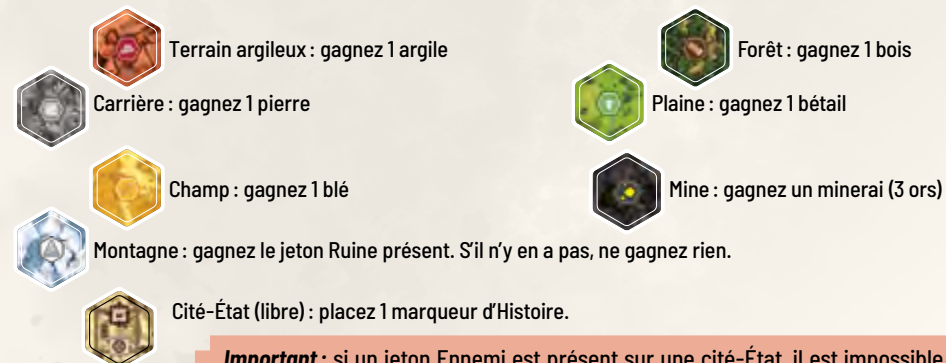 Terrain argileux : gagnez 1 argile
Forêt : gagnez 1 bois
Carrière : gagnez 1 pierre
Plaine : gagnez 1 bétail
Champ : gagnez 1 blé
Mine : gagnez un minerai (3 ors)
Montagne : gagnez le jeton Ruine présent. S'il n'y en a pas, ne gagnez rien.
Cité-État (libre) : placez 1 marqueur d'Histoire.
Important : si un jeton Ennemi est présent sur une cité-État, il est impossible